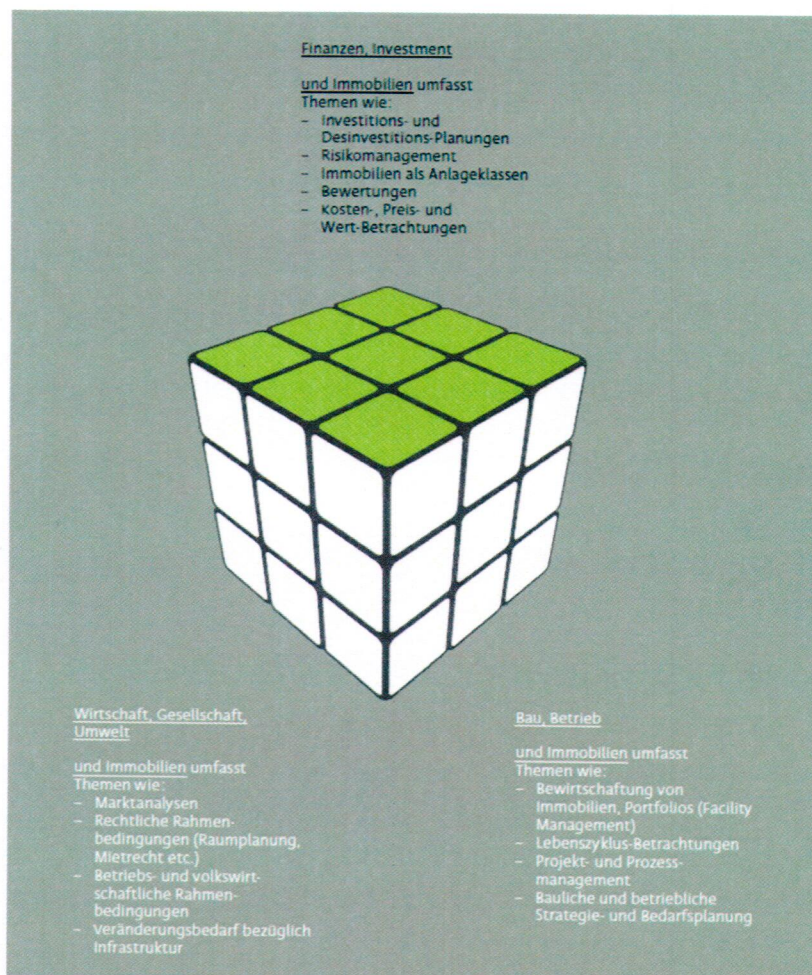 Finanzen, Investment
und Immobilien umfasst
Themen wie:
– Investitions- und
Desinvestitions-Planungen
– Risikomanagement
– Immobilien als Anlageklassen
– Bewertungen
– Kosten-, Preis- und
Wert-Betrachtungen
Wirtschaft, Gesellschaft,
Umwelt
und Immobilien umfasst
Themen wie:
– Marktanalysen
– Rechtliche Rahmen-
bedingungen (Raumplanung,
Mietrecht etc.)
– Betriebs- und volkswirt-
schaftliche Rahmen-
bedingungen
– Veränderungsbedarf bezüglich
Infrastruktur
Bau, Betrieb
und Immobilien umfasst
Themen wie:
– Bewirtschaftung von
Immobilien, Portfolios (Facility
Management)
– Lebenszyklus-Betrachtungen
– Projekt- und Prozess-
management
– Bauliche und betriebliche
Strategie- und Bedarfsplanung